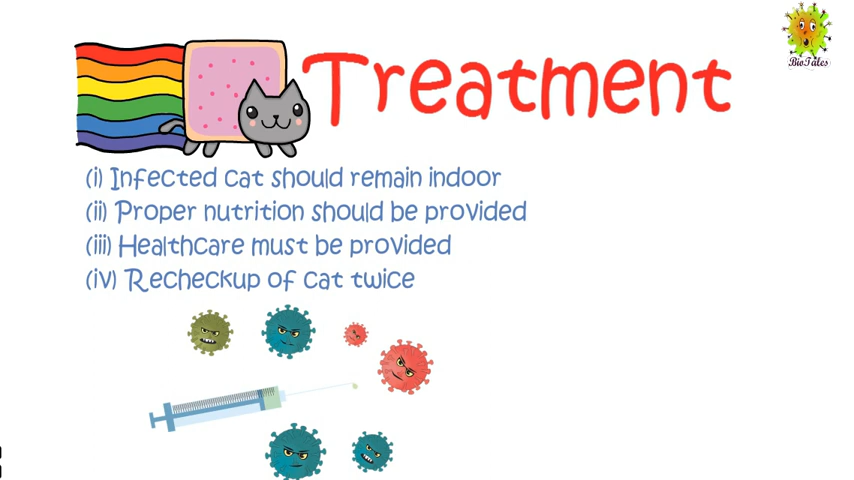 BioTales
Treatment
(i) Infected cat should remain indoor
(ii) Proper nutrition should be provided
(iii) Healthcare must be provided
(iv) Recheckup of cat twice